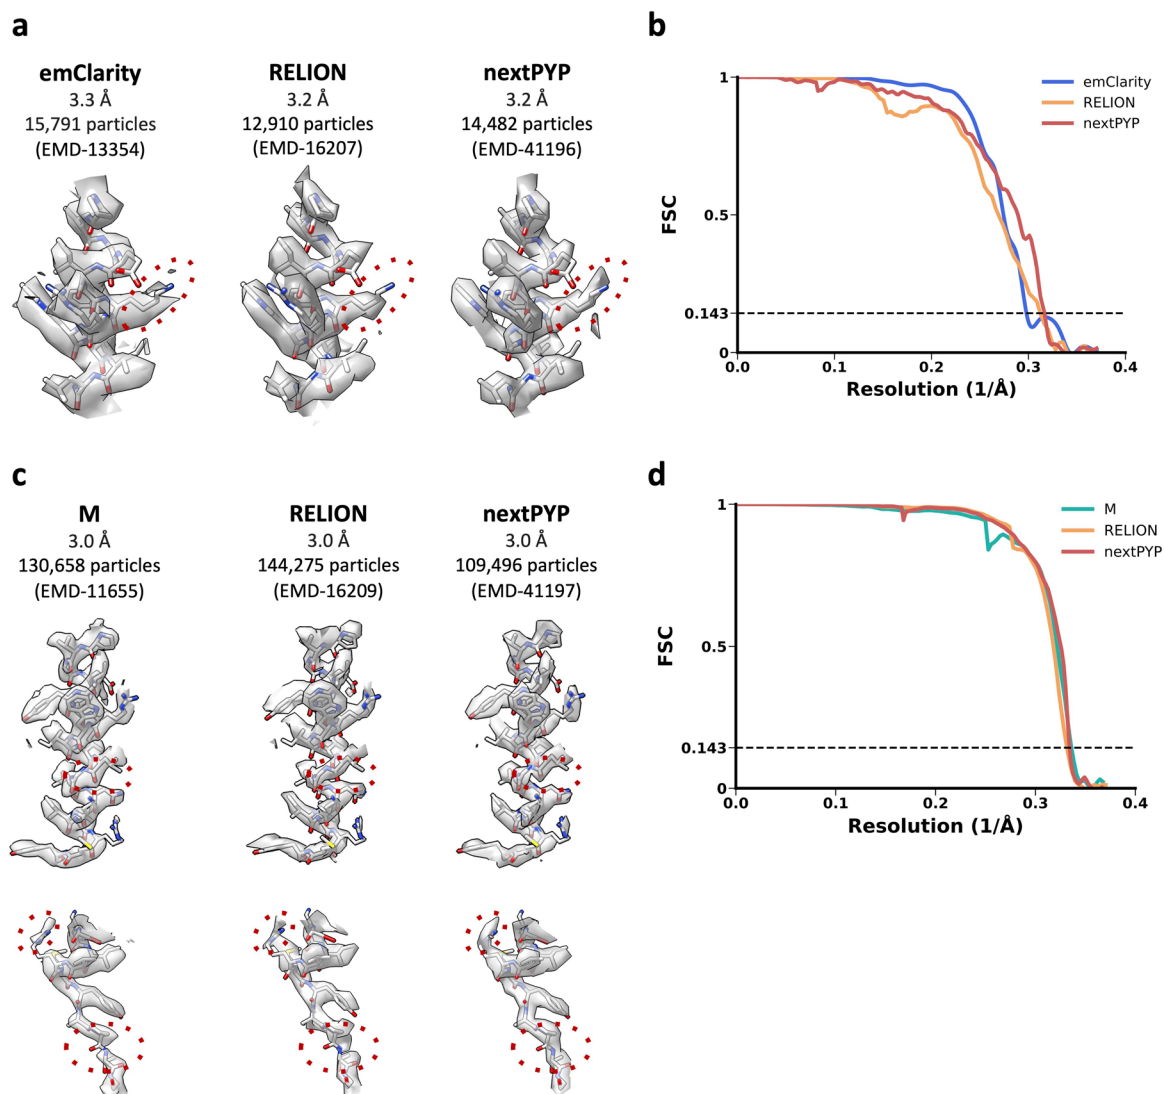 a
emClarity
3.3 Å
15,791 particles
(EMD-13354)
RELION
3.2 Å
12,910 particles
(EMD-16207)
nextPYP
3.2 Å
14,482 particles
(EMD-41196)
b
emClarity
RELION
nextPYP
1
0.5
0.143
0
FSC
0.0
0.1
0.2
0.3
0.4
Resolution (1/Å)
c
M
3.0 Å
130,658 particles
(EMD-11655)
RELION
3.0 Å
144,275 particles
(EMD-16209)
nextPYP
3.0 Å
109,496 particles
(EMD-41197)
d
M
RELION
nextPYP
1
0.5
0.143
0
FSC
0.0
0.1
0.2
0.3
0.4
Resolution (1/Å)